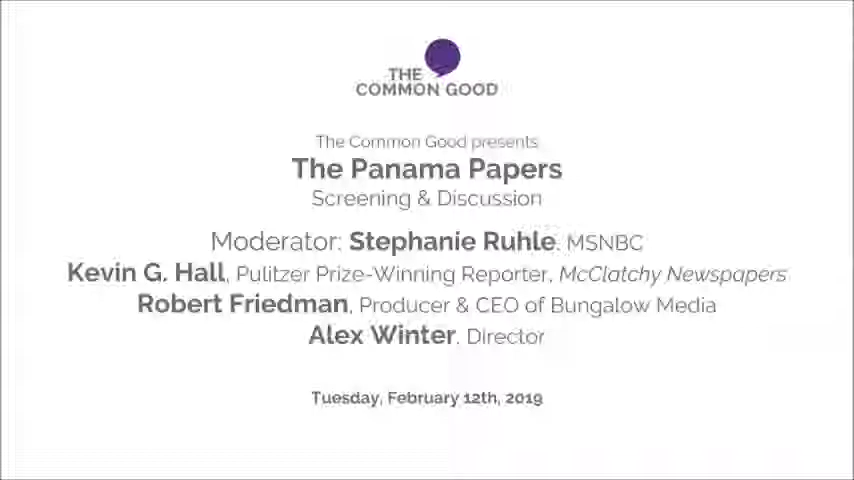 THE
COMMON GOOD
The Common Good presents
The Panama Papers
Screening & Discussion
Moderator: Stephanie Ruhle, MSNBC
Kevin G. Hall, Pulitzer Prize-Winning Reporter, McClatchy Newspapers
Robert Friedman, Producer & CEO of Bungalow Media
Alex Winter, Director
Tuesday, February 12th, 2019